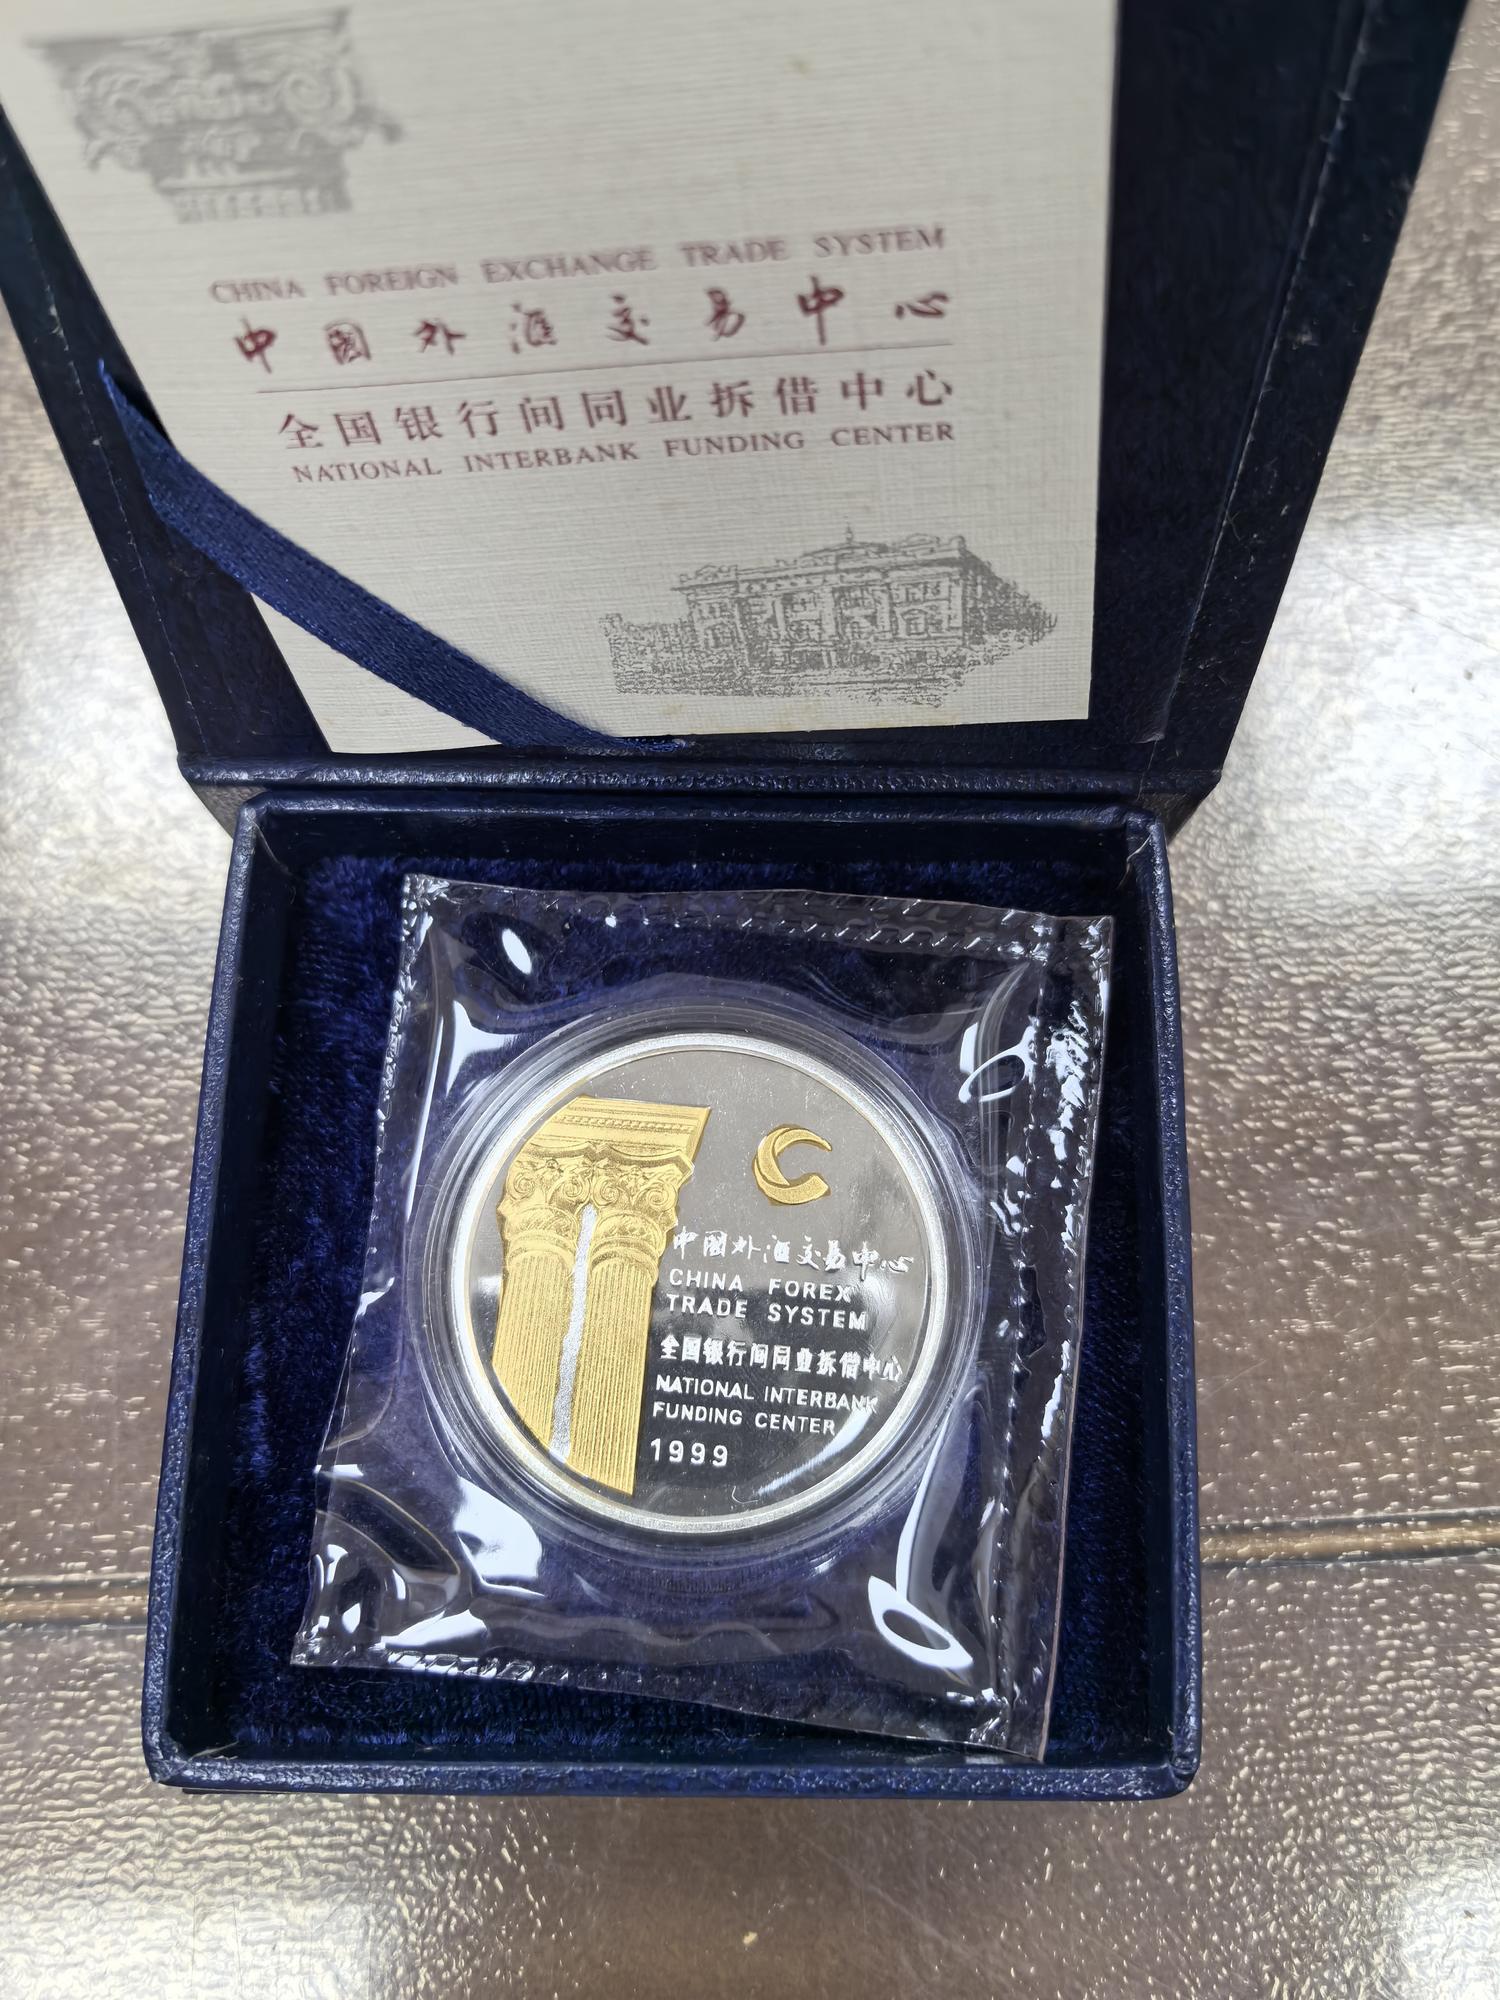 CHINA FOREIGN EXCHANGE TRADE SYSTEM
中國外滙交易中心
全国银行间同业拆借中心
NATIONAL INTERBANK FUNDING CENTER
中國外滙交易中心
CHINA FOREX
TRADE SYSTEM
全国银行间同业拆借中心
NATIONAL INTERBANK
FUNDING CENTER
1999